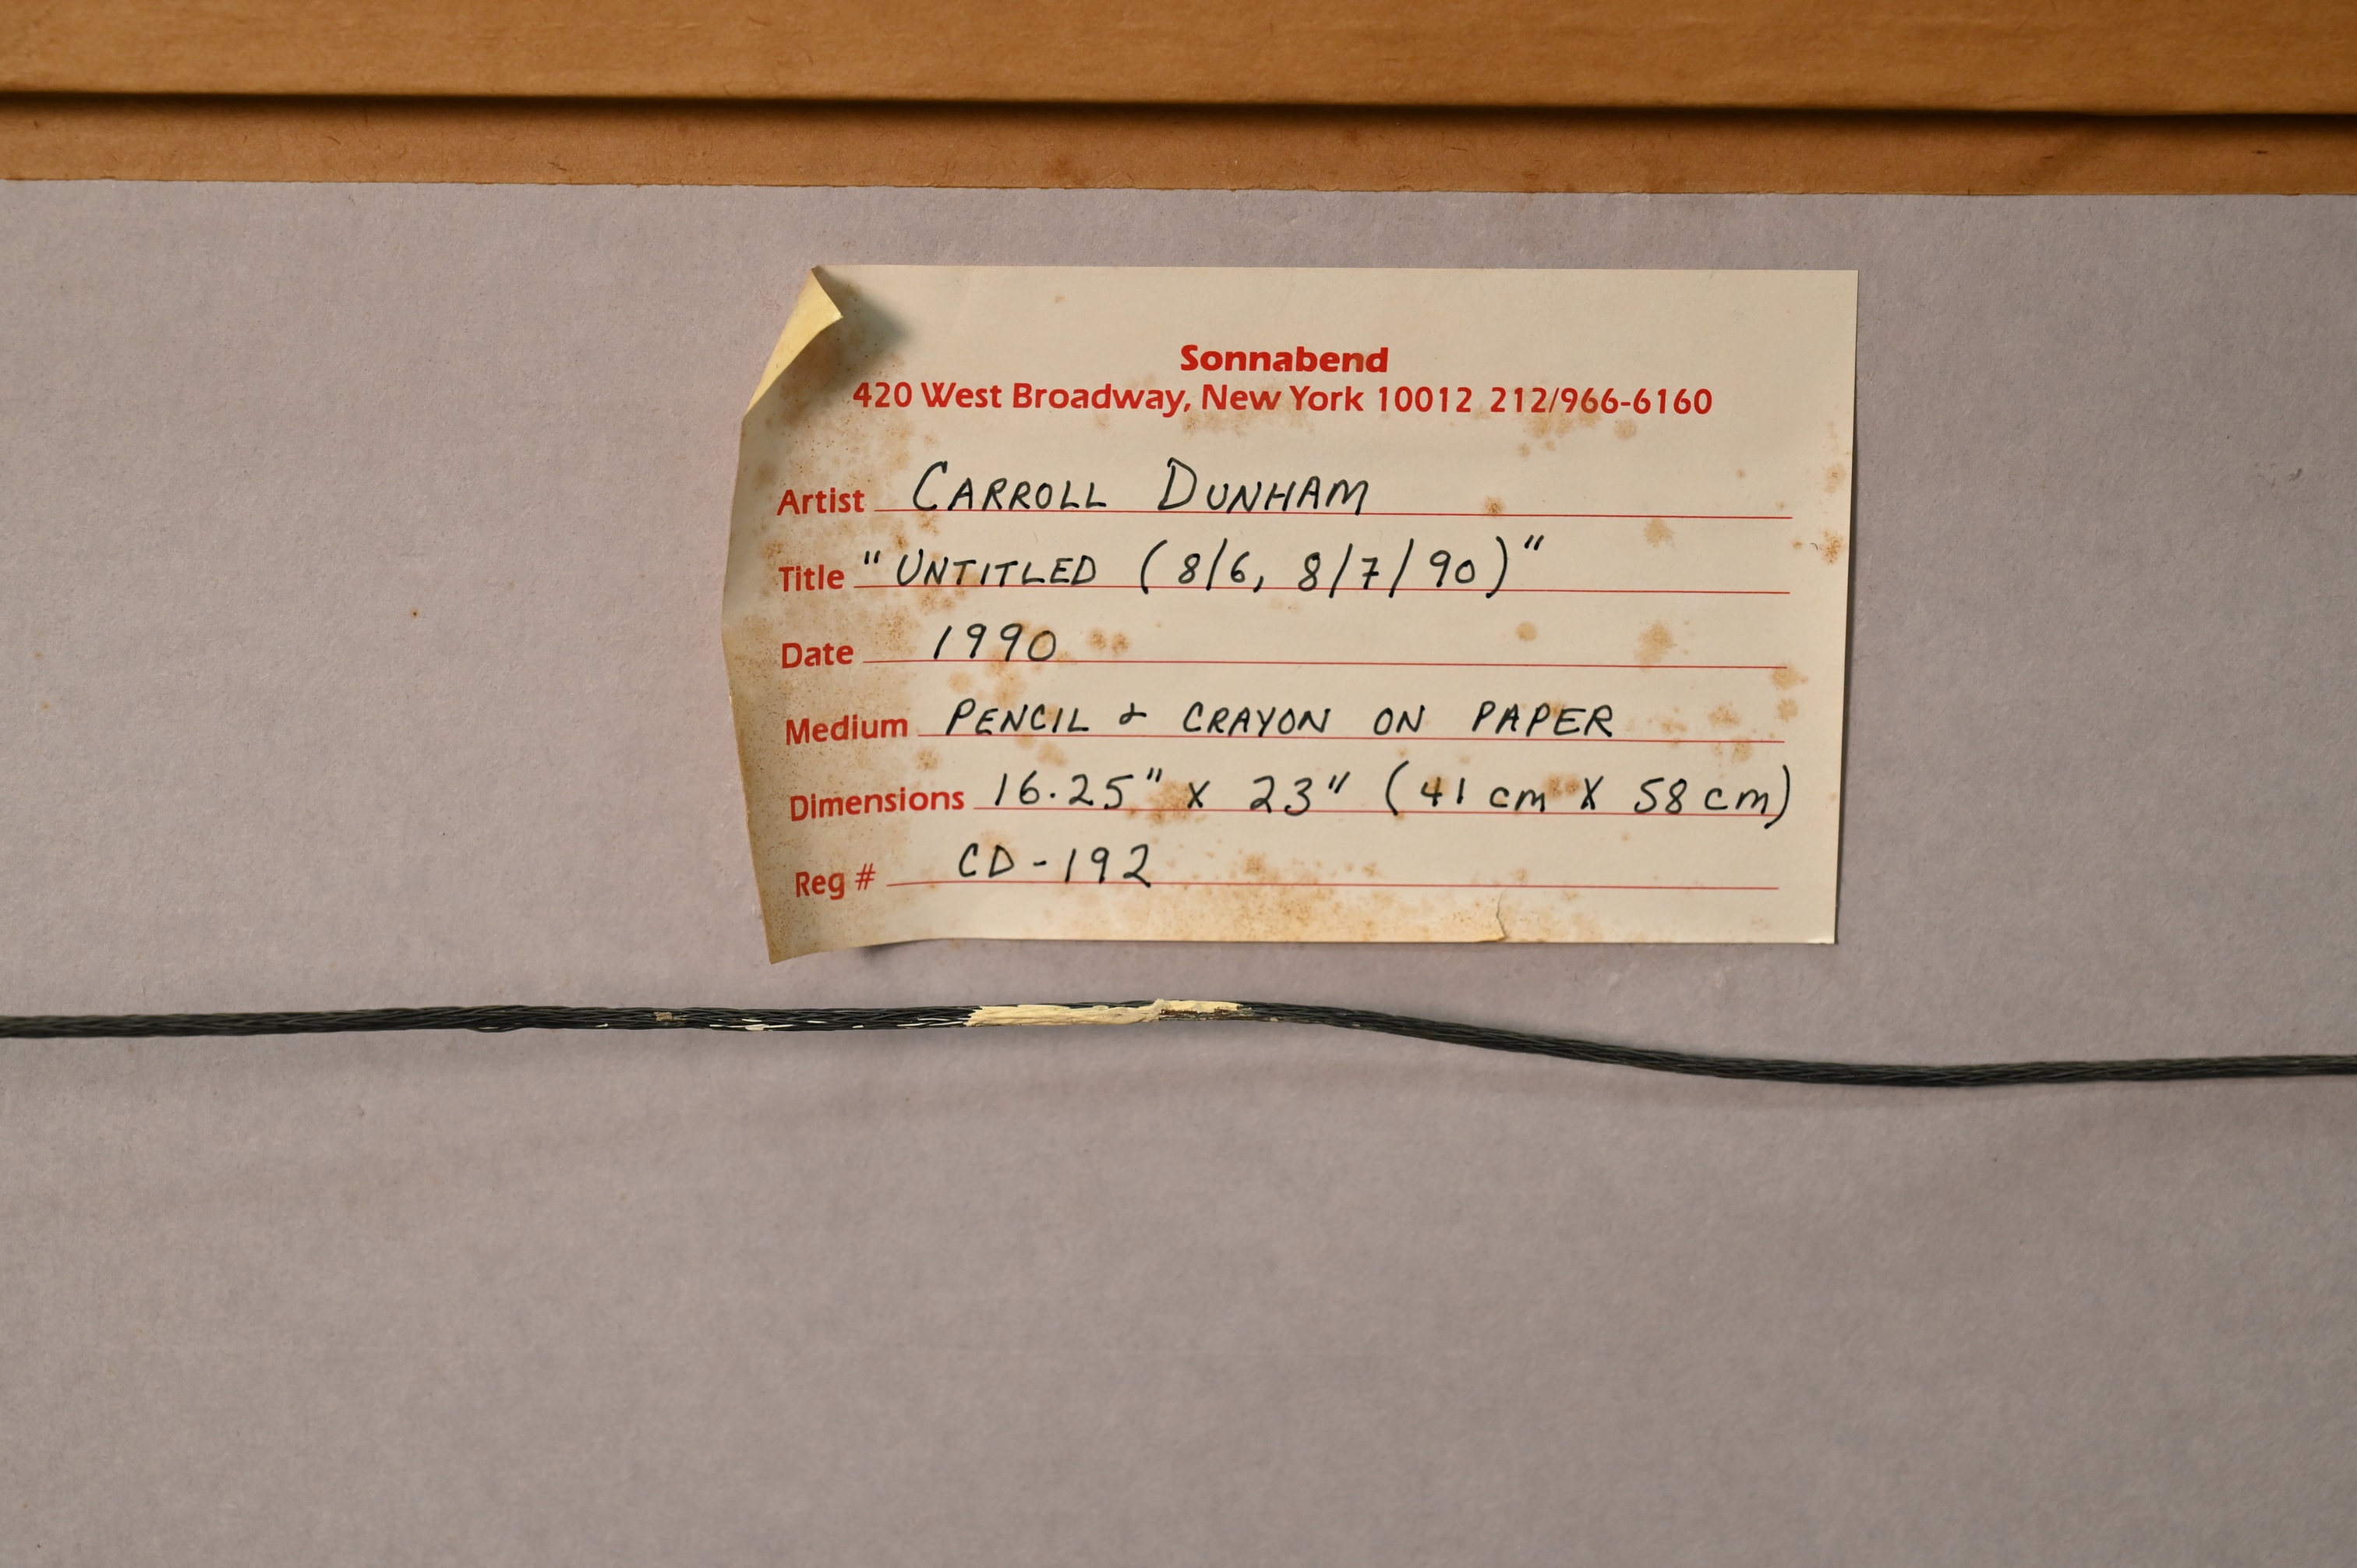 Sonnabend
420 West Broadway, New York 10012 212/966-6160
Artist CARROLL DUNHAM
Title "UNTITLED (8/6, 8/7/90)"
Date 1990
Medium PENCIL & CRAYON ON PAPER
Dimensions 16.25" x 23" (41 cm X 58 cm)
Reg # CD-192